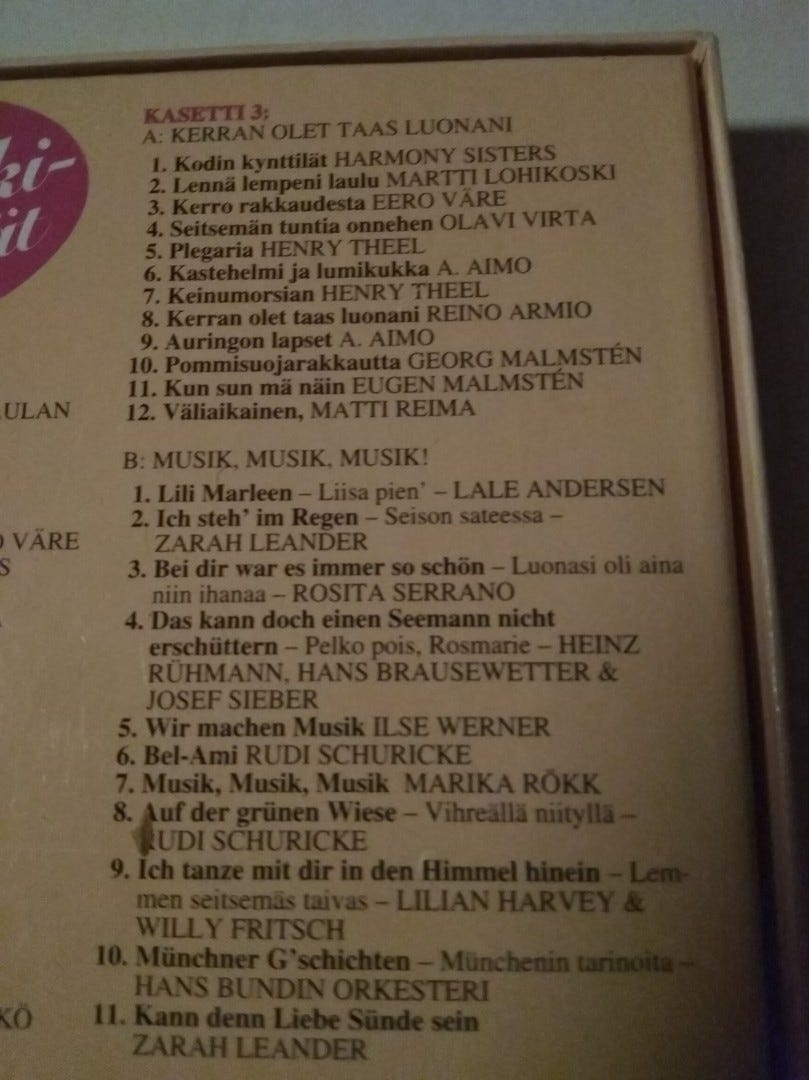 ki-
it
ULAN
VÄRE
S
KÖ
KASETTI 3:
A: KERRAN OLET TAAS LUONANI
1. Kodin kynttilät HARMONY SISTERS
2. Lennä lempeni laulu MARTTI LOHIKOSKI
3. Kerro rakkaudesta EERO VÄRE
4. Seitsemän tuntia onnehen OLAVI VIRTA
5. Plegaria HENRY THEEL
6. Kastehelmi ja lumikukka A. AIMO
7. Keinumorsian HENRY THEEL
8. Kerran olet taas luonani REINO ARMIO
9. Auringon lapset A. AIMO
10. Pommisuojarakkautta GEORG MALMSTÉN
11. Kun sun mä näin EUGEN MALMSTÉN
12. Väliaikainen, MATTI REIMA
B: MUSIK, MUSIK, MUSIK!
1. Lili Marleen – Liisa pien' – LALE ANDERSEN
2. Ich steh' im Regen – Seison sateessa –
ZARAH LEANDER
3. Bei dir war es immer so schön – Luonasi oli aina
niin ihanaa – ROSITA SERRANO
4. Das kann doch einen Seemann nicht
erschüttern – Pelko pois, Rosmarie – HEINZ
RÜHMANN, HANS BRAUSEWETTER &
JOSEF SIEBER
5. Wir machen Musik ILSE WERNER
6. Bel-Ami RUDI SCHURICKE
7. Musik, Musik, Musik MARIKA RÖKK
8. Auf der grünen Wiese – Vihreällä niityllä –
RUDI SCHURICKE
9. Ich tanze mit dir in den Himmel hinein – Lem-
men seitsemäs taivas – LILIAN HARVEY &
WILLY FRITSCH
10. Münchner G'schichten – Münchenin tarinoita –
HANS BUNDIN ORKESTERI
11. Kann denn Liebe Sünde sein
ZARAH LEANDER